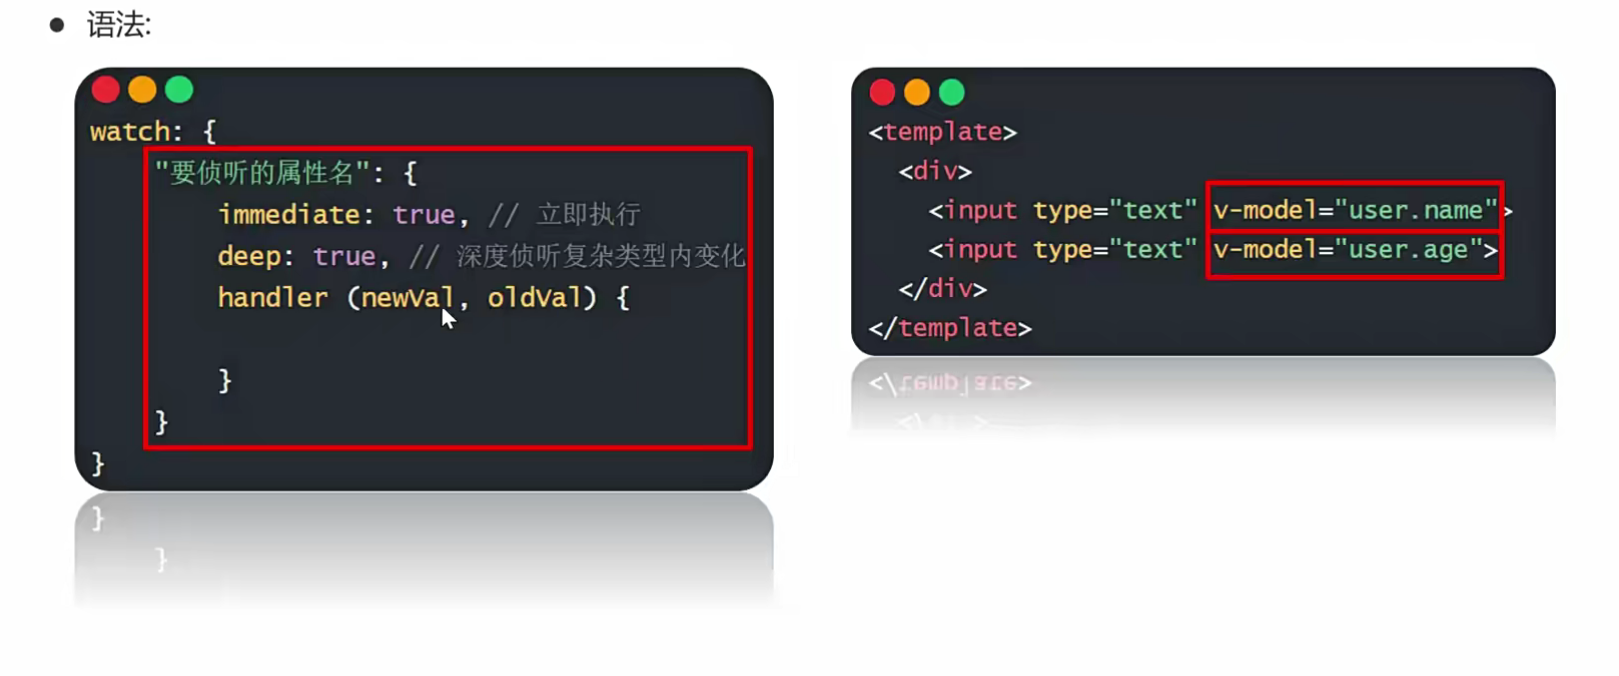 语法:
watch: {
"要侦听的属性名": {
immediate: true, // 立即执行
deep: true, // 深度侦听复杂类型内变化
handler (newVal, oldVal) {
}
}
}
<template>
<div>
<input type="text" v-model="user.name">
<input type="text" v-model="user.age">
</div>
</template>